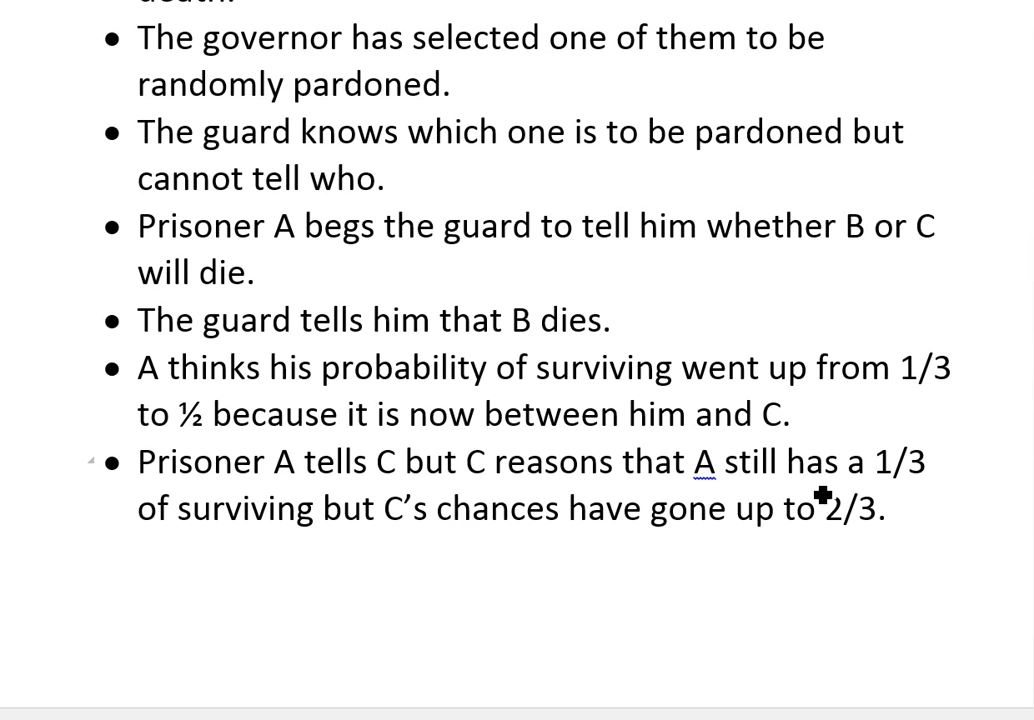 death.
• The governor has selected one of them to be
randomly pardoned.
• The guard knows which one is to be pardoned but
cannot tell who.
• Prisoner A begs the guard to tell him whether B or C
will die.
• The guard tells him that B dies.
• A thinks his probability of surviving went up from 1/3
to ½ because it is now between him and C.
• Prisoner A tells C but C reasons that A still has a 1/3
of surviving but C’s chances have gone up to 2/3.